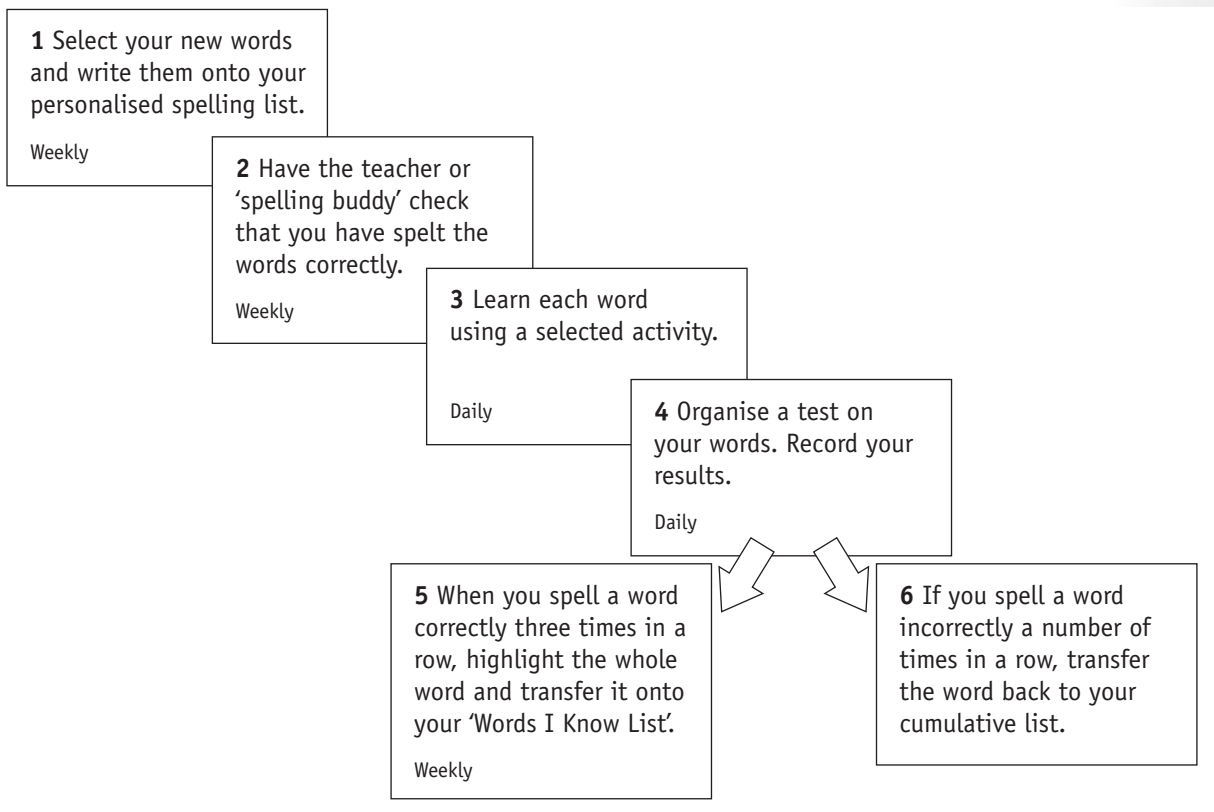 1 Select your new words
and write them onto your
personalised spelling list.
Weekly
2 Have the teacher or
‘spelling buddy’ check
that you have spelt the
words correctly.
Weekly
3 Learn each word
using a selected activity.
Daily
4 Organise a test on
your words. Record your
results.
Daily
5 When you spell a word
correctly three times in a
row, highlight the whole
word and transfer it onto
your ‘Words I Know List’.
Weekly
6 If you spell a word
incorrectly a number of
times in a row, transfer
the word back to your
cumulative list.